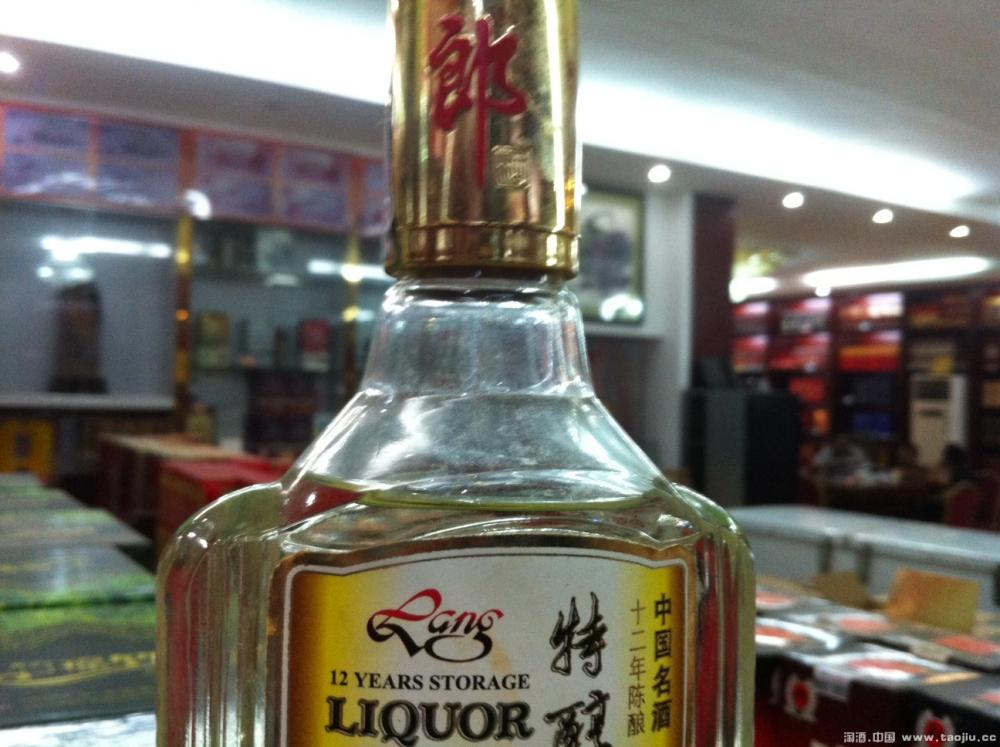 郎
Lang
12 YEARS STORAGE
LIQUOR
特
酿
十二年陈酿
中国名酒
淘酒.中国 www.taojiu.cc